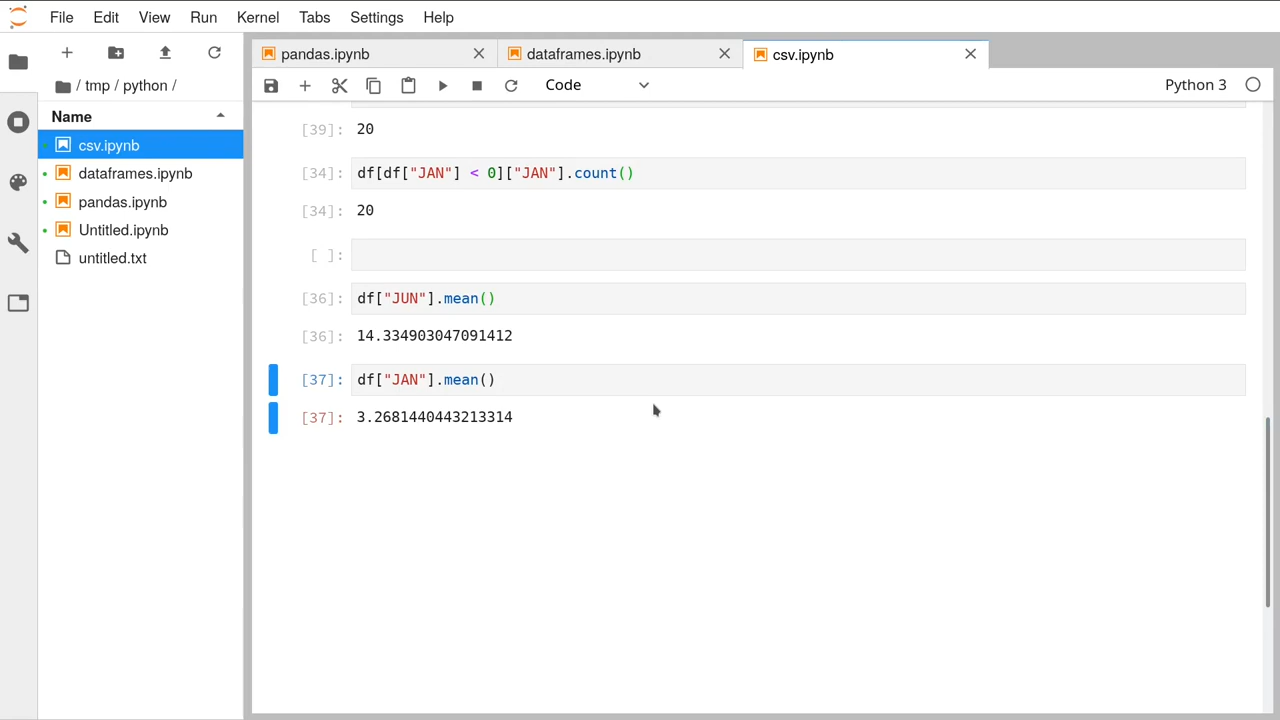 File Edit View Run Kernel Tabs Settings Help
pandas.ipynb dataframes.ipynb csv.ipynb
/ tmp / python /
Code Python 3
Name
csv.ipynb
dataframes.ipynb
pandas.ipynb
Untitled.ipynb
untitled.txt
[39]: 20
[34]: df[df["JAN"] < 0]["JAN"].count()
[34]: 20
[ ]:
[36]: df["JUN"].mean()
[36]: 14.334903047091412
[37]: df["JAN"].mean()
[37]: 3.2681440443213314